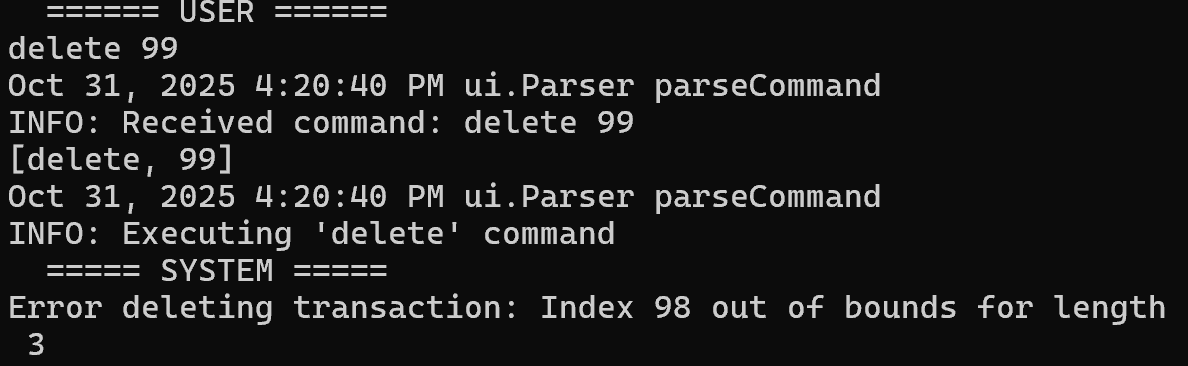 ====== USER ======
delete 99
Oct 31, 2025 4:20:40 PM ui.Parser parseCommand
INFO: Received command: delete 99
[delete, 99]
Oct 31, 2025 4:20:40 PM ui.Parser parseCommand
INFO: Executing 'delete' command
===== SYSTEM =====
Error deleting transaction: Index 98 out of bounds for length
3